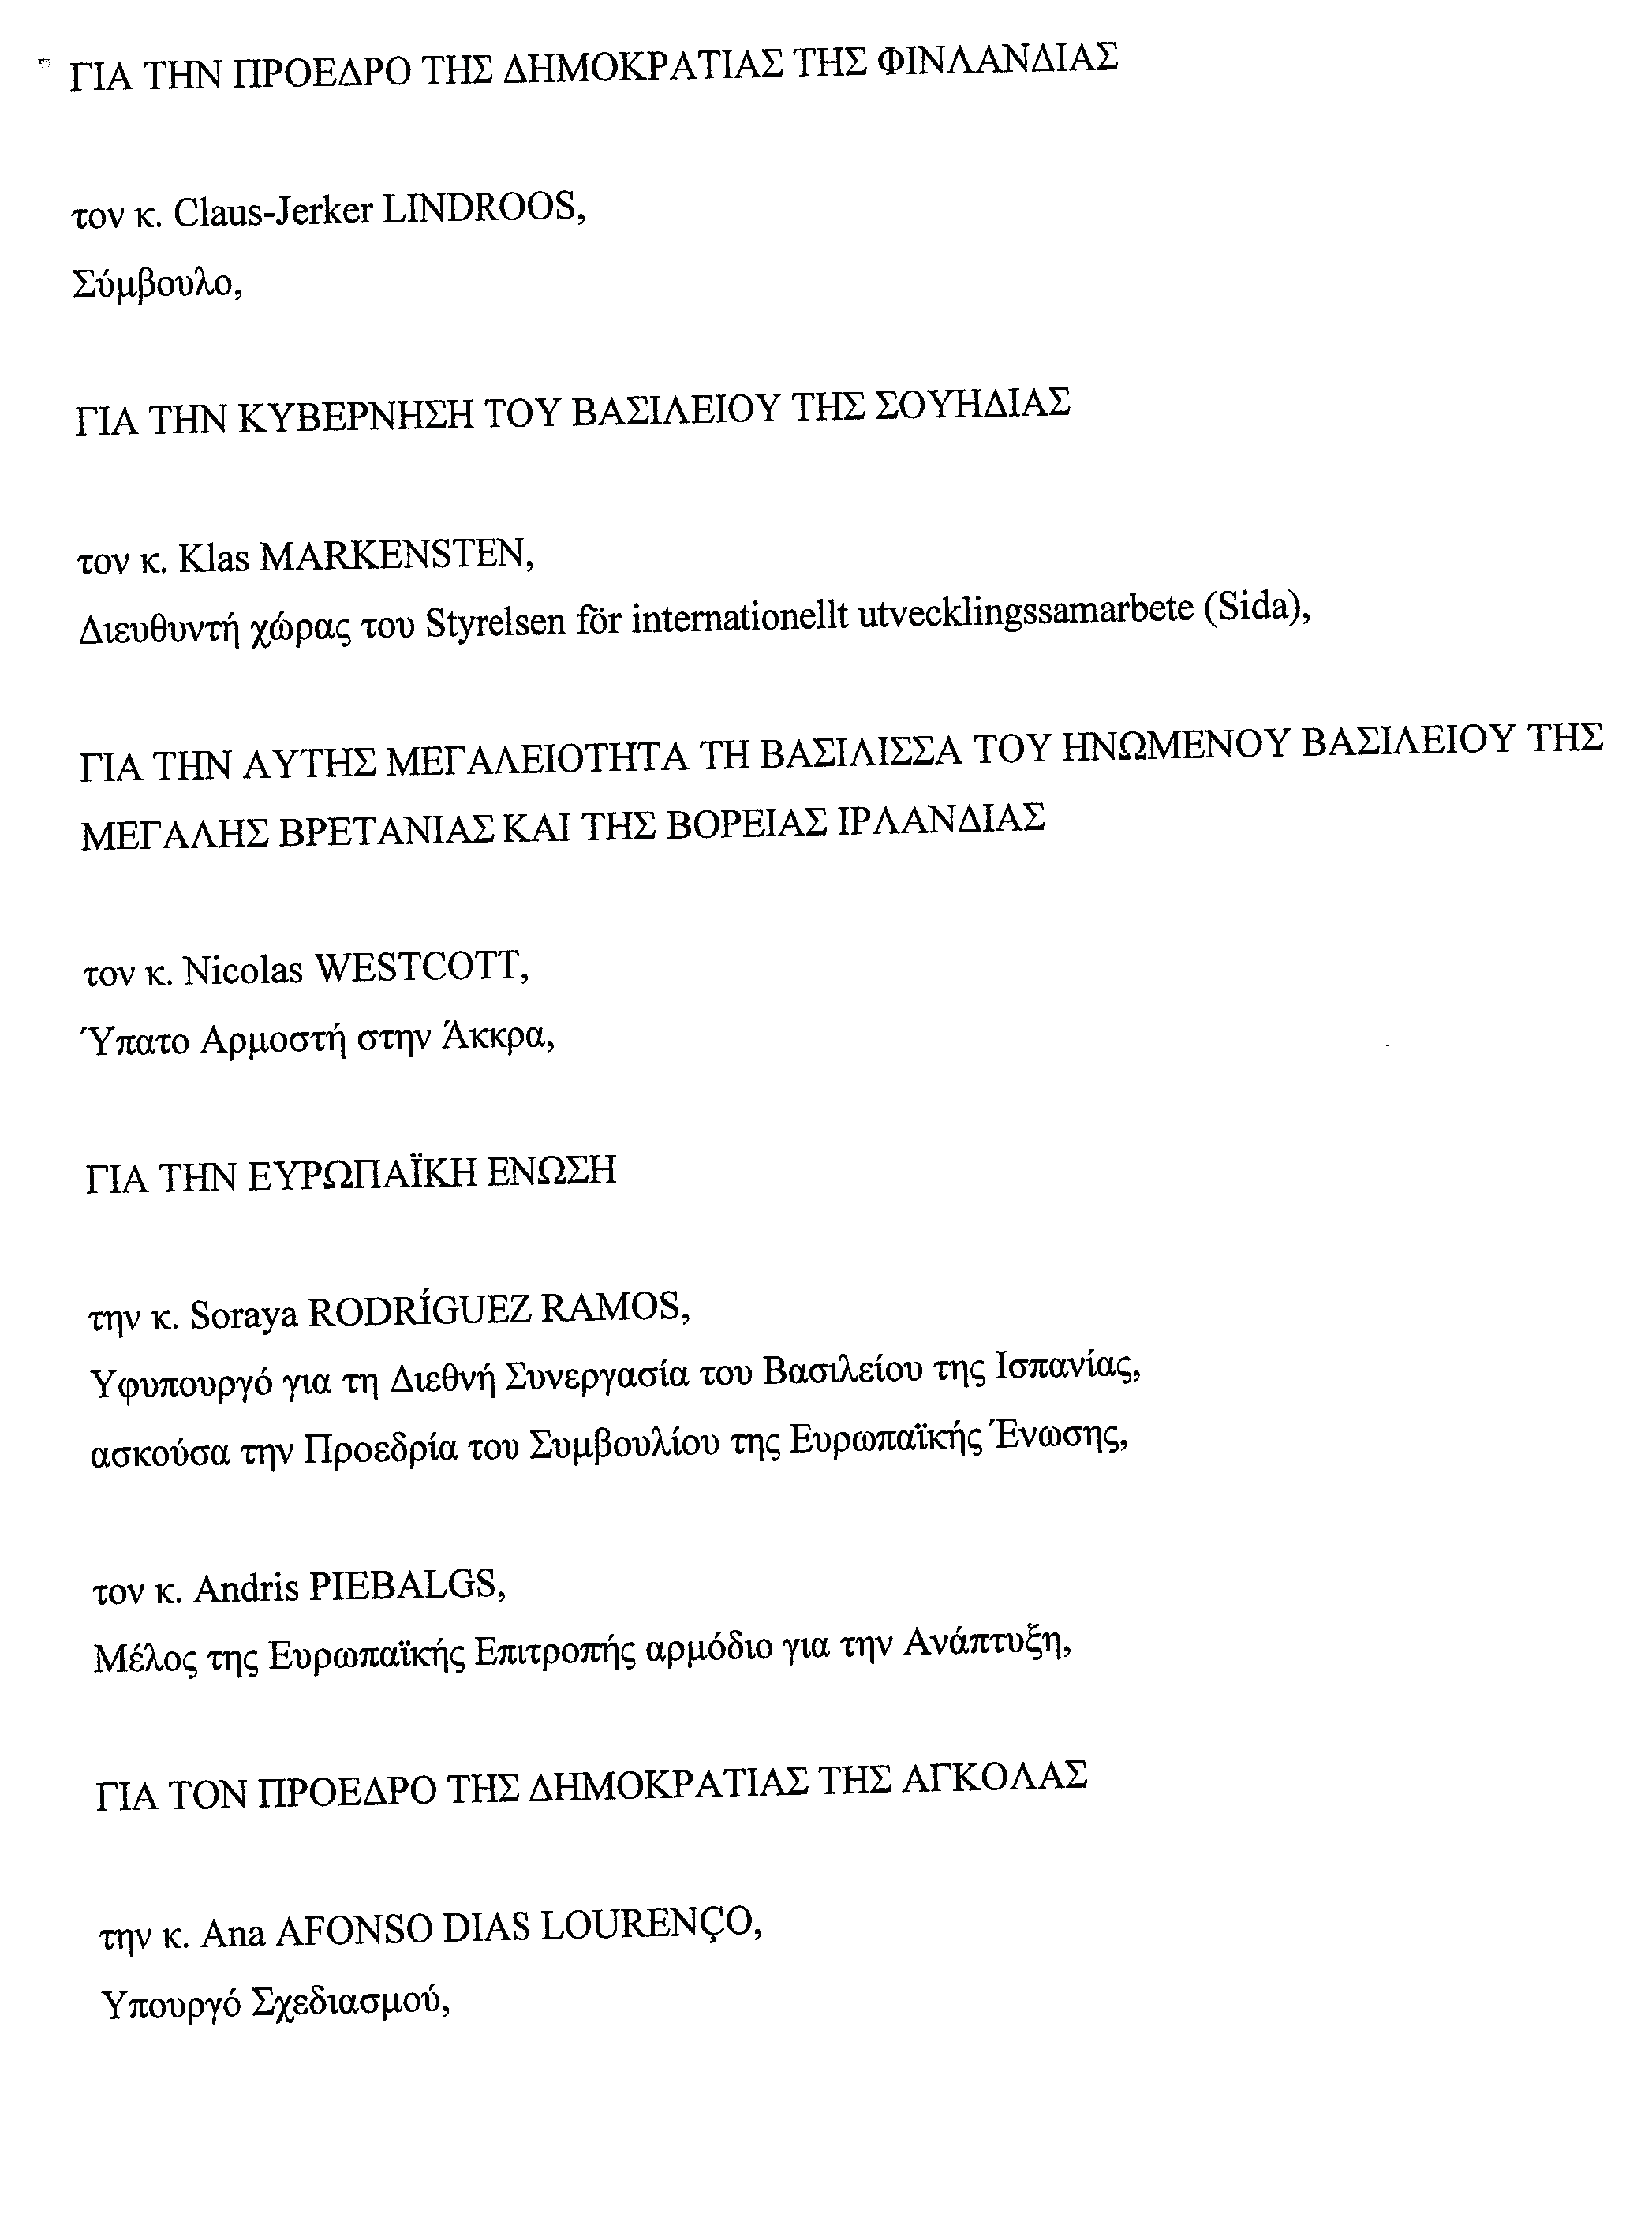 ΓΙΑ ΤΗΝ ΠΡΟΕΔΡΟ ΤΗΣ ΔΗΜΟΚΡΑΤΙΑΣ ΤΗΣ ΦΙΝΛΑΝΔΙΑΣ
τον κ. Claus-Jerker LINDROOS,
Σύμβουλο,
ΓΙΑ ΤΗΝ ΚΥΒΕΡΝΗΣΗ ΤΟΥ ΒΑΣΙΛΕΙΟΥ ΤΗΣ ΣΟΥΗΔΙΑΣ
τον κ. Klas MARKENSTEN,
Διευθυντή χώρας του Styrelsen för internationellt utvecklingssamarbete (Sida),
ΓΙΑ ΤΗΝ ΑΥΤΗΣ ΜΕΓΑΛΕΙΟΤΗΤΑ ΤΗ ΒΑΣΙΛΙΣΣΑ ΤΟΥ ΗΝΩΜΕΝΟΥ ΒΑΣΙΛΕΙΟΥ ΤΗΣ
ΜΕΓΑΛΗΣ ΒΡΕΤΑΝΙΑΣ ΚΑΙ ΤΗΣ ΒΟΡΕΙΑΣ ΙΡΛΑΝΔΙΑΣ
τον κ. Nicolas WESTCOTT,
Ύπατο Αρμοστή στην Άκκρα,
ΓΙΑ ΤΗΝ ΕΥΡΩΠΑΪΚΗ ΕΝΩΣΗ
την κ. Soraya RODRÍGUEZ RAMOS,
Υφυπουργό για τη Διεθνή Συνεργασία του Βασιλείου της Ισπανίας,
ασκούσα την Προεδρία του Συμβουλίου της Ευρωπαϊκής Ένωσης,
τον κ. Andris PIEBALGS,
Μέλος της Ευρωπαϊκής Επιτροπής αρμόδιο για την Ανάπτυξη,
ΓΙΑ ΤΟΝ ΠΡΟΕΔΡΟ ΤΗΣ ΔΗΜΟΚΡΑΤΙΑΣ ΤΗΣ ΑΓΚΟΛΑΣ
την κ. Ana AFONSO DIAS LOURENÇO,
Υπουργό Σχεδιασμού,